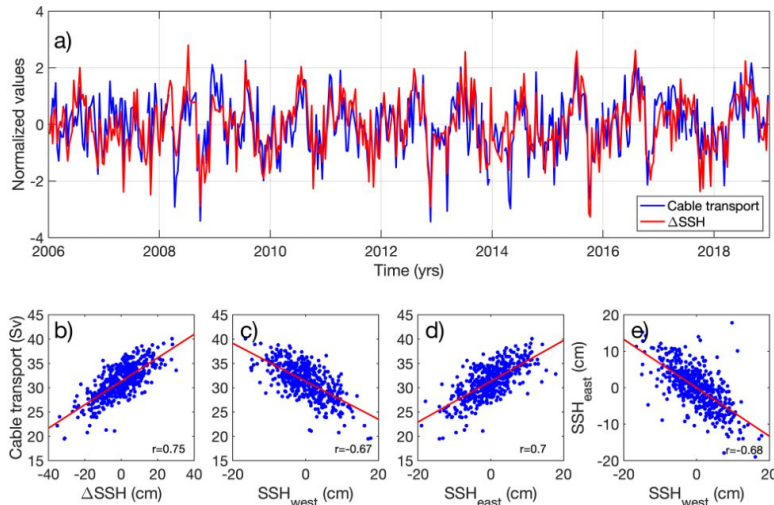 a)
Normalized values
4
2
0
-2
-4
2006 2008 2010 2012 2014 2016 2018
Time (yrs)
Cable transport
ΔSSH
b)
Cable transport (Sv)
45
40
35
30
25
20
15
-40 -20 0 20 40
r=0.75
ΔSSH (cm)
c)
45
40
35
30
25
20
15
-20 0 20
r=-0.67
SSH_west (cm)
d)
45
40
35
30
25
20
15
-20 0 20
r=0.7
SSH_east (cm)
e)
SSH_east (cm)
20
10
0
-10
-20
-20 0 20
r=-0.68
SSH_west (cm)